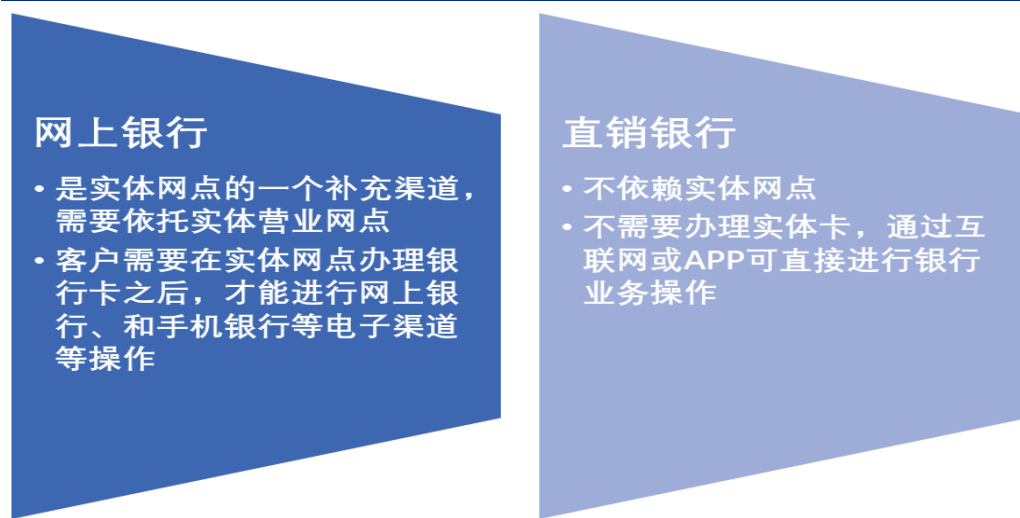 网上银行
• 是实体网点的一个补充渠道，
需要依托实体营业网点
• 客户需要在实体网点办理银
行卡之后，才能进行网上银
行、和手机银行等电子渠道
等操作
直销银行
• 不依赖实体网点
• 不需要办理实体卡，通过互
联网或APP可直接进行银行
业务操作